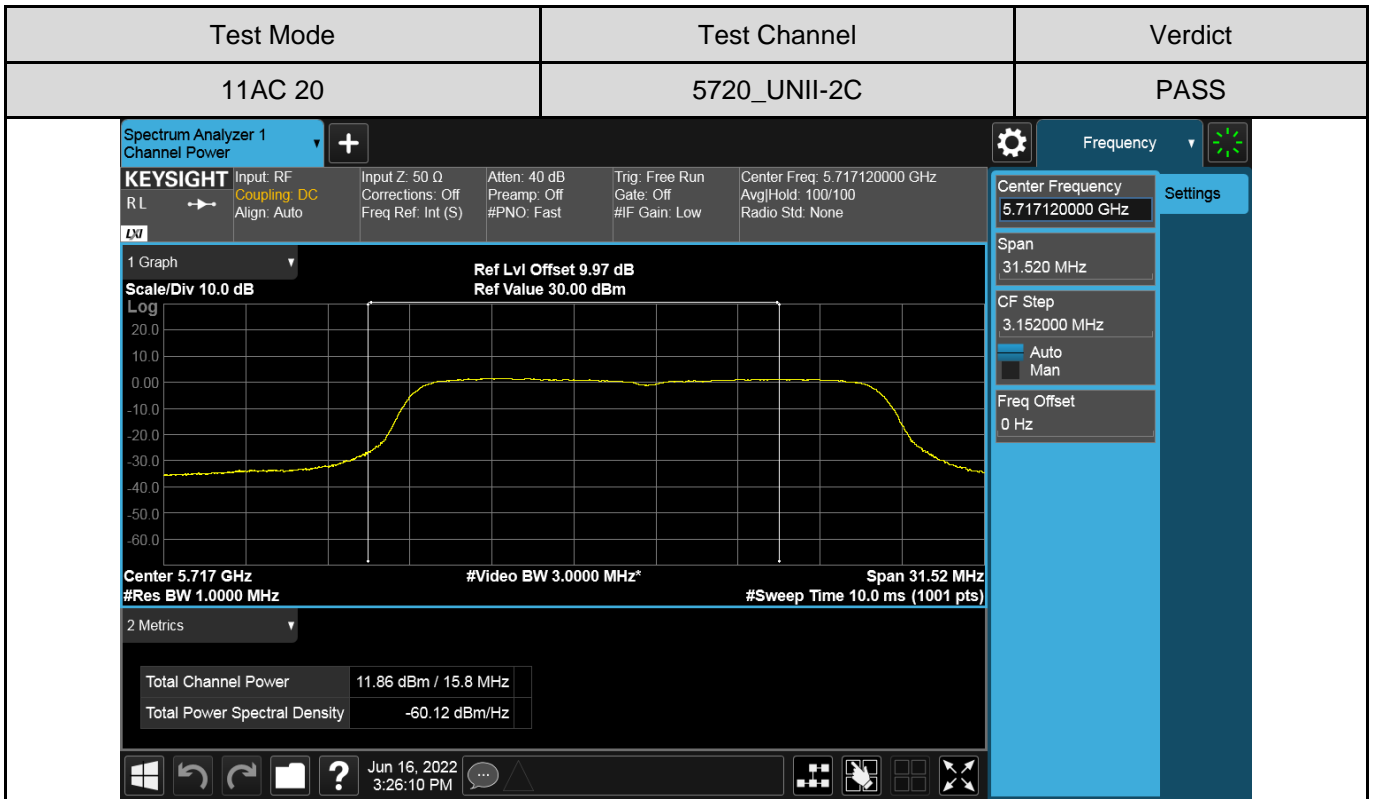 Test Mode Test Channel Verdict
11AC 20 5720_UNII-2C PASS
Spectrum Analyzer 1
Channel Power
+
Frequency
KEYSIGHT Input: RF Input Z: 50 Ω Atten: 40 dB Trig: Free Run Center Freq: 5.717120000 GHz
RL Coupling: DC Corrections: Off Preamp: Off Gate: Off Avg|Hold: 100/100
Align: Auto Freq Ref: Int (S) #PNO: Fast #IF Gain: Low Radio Std: None
LXI
Center Frequency
5.717120000 GHz
Settings
Span
31.520 MHz
CF Step
3.152000 MHz
Auto
Man
Freq Offset
0 Hz
1 Graph
Ref Lvl Offset 9.97 dB
Scale/Div 10.0 dB Ref Value 30.00 dBm
Log
20.0
10.0
0.00
-10.0
-20.0
-30.0
-40.0
-50.0
-60.0
Center 5.717 GHz #Video BW 3.0000 MHz* Span 31.52 MHz
#Res BW 1.0000 MHz #Sweep Time 10.0 ms (1001 pts)
2 Metrics
Total Channel Power 11.86 dBm / 15.8 MHz
Total Power Spectral Density -60.12 dBm/Hz
? Jun 16, 2022
3:26:10 PM